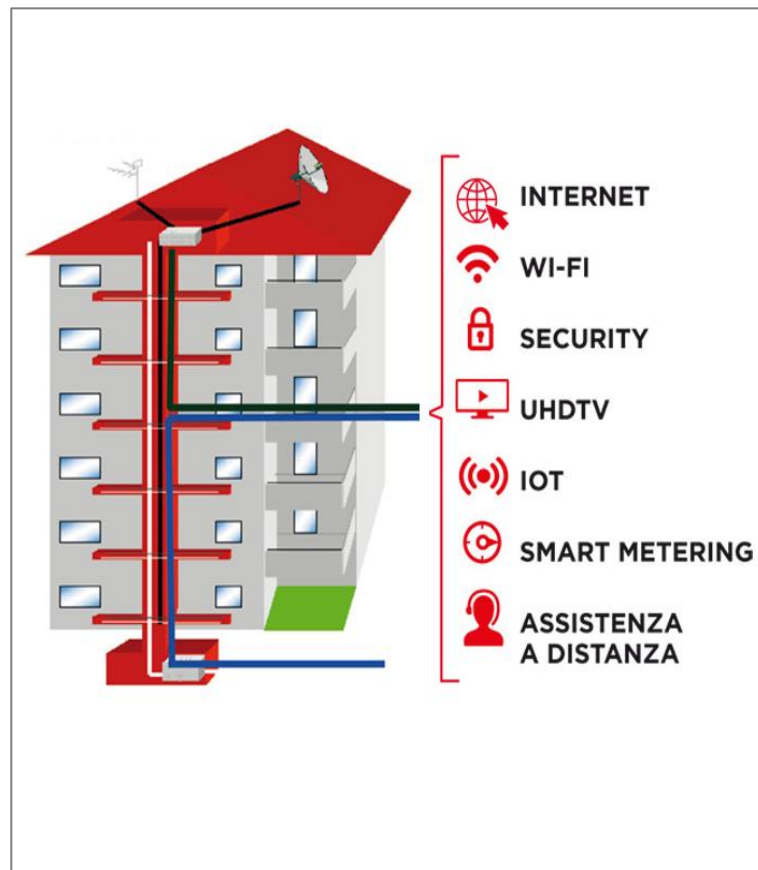 INTERNET
WI-FI
SECURITY
UHDTV
IOT
SMART METERING
ASSISTENZA
A DISTANZA